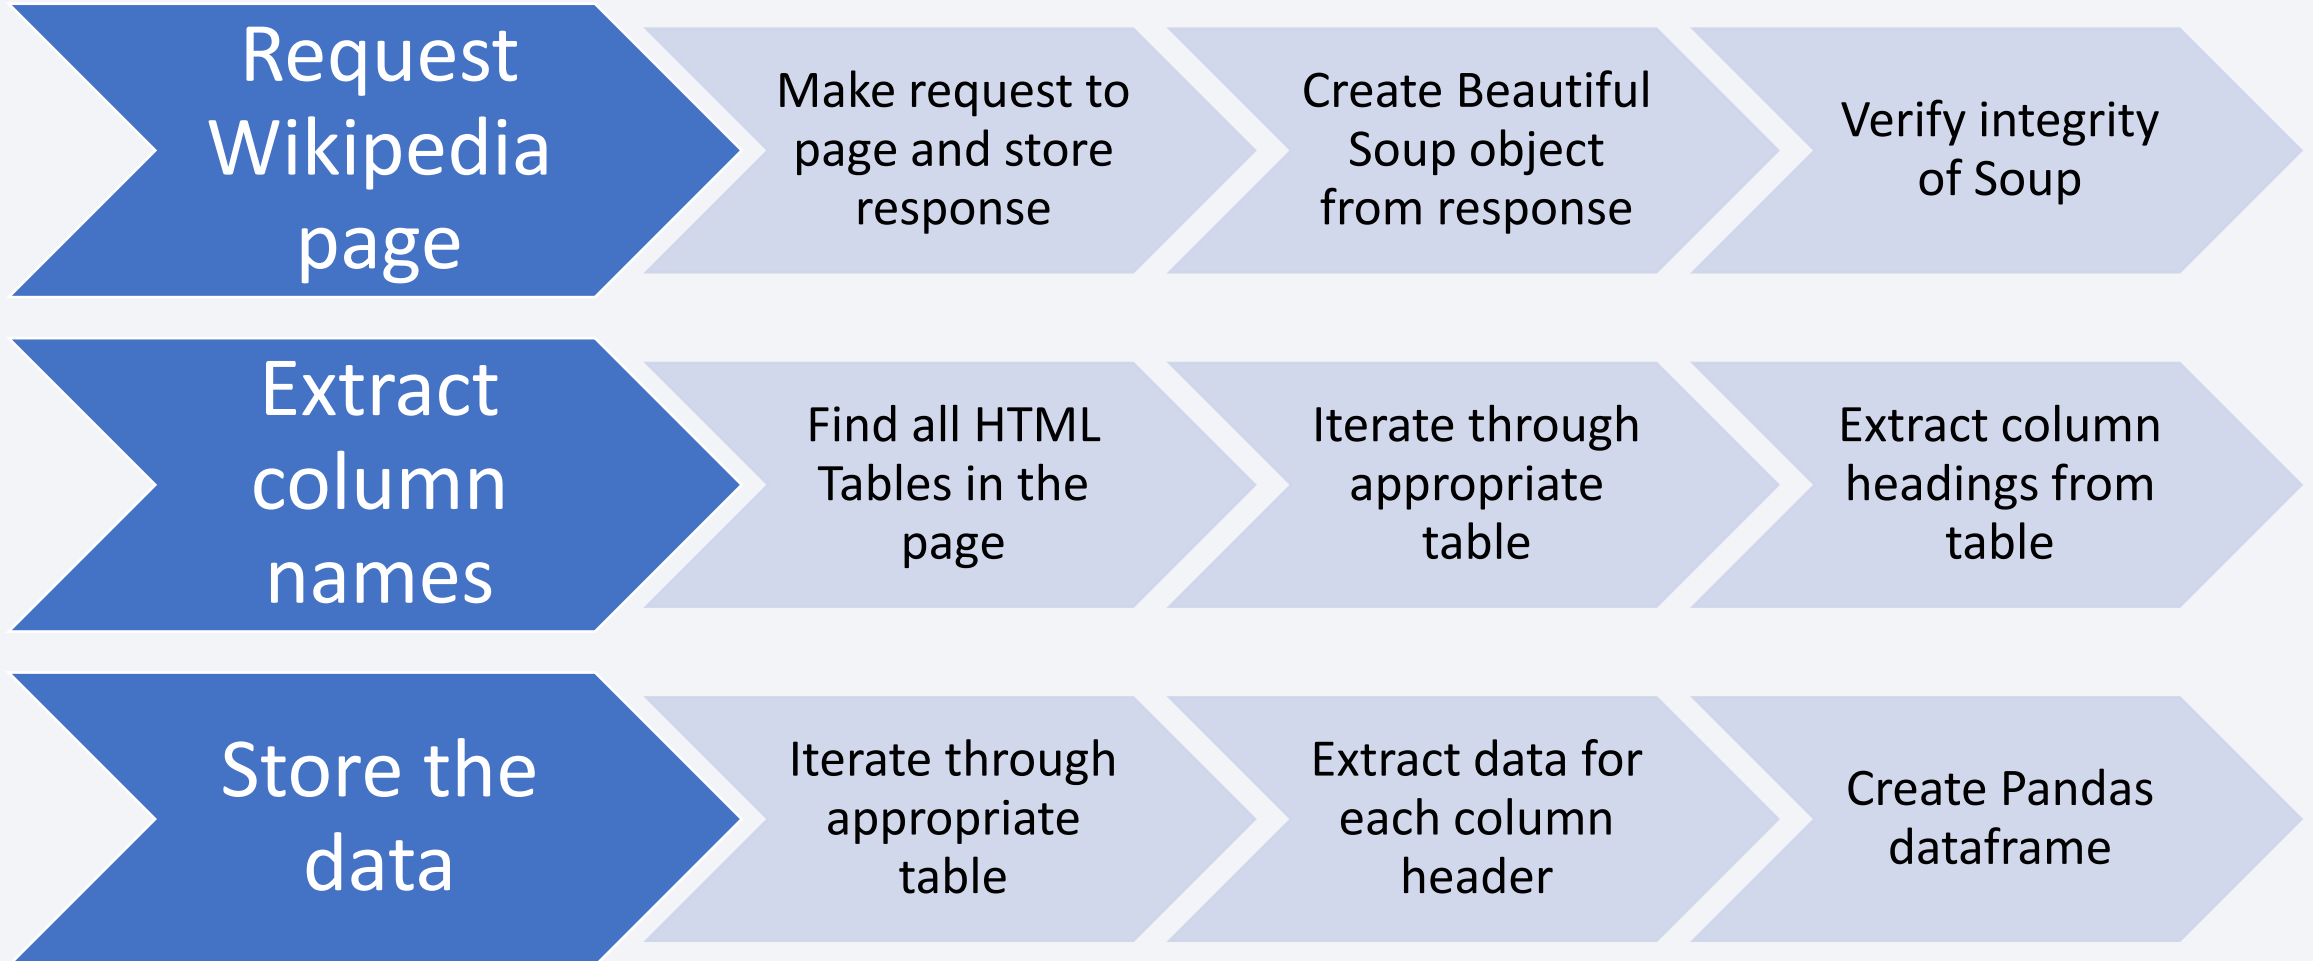 Request
Wikipedia
page
Make request to
page and store
response
Create Beautiful
Soup object
from response
Verify integrity
of Soup
Extract
column
names
Find all HTML
Tables in the
page
Iterate through
appropriate
table
Extract column
headings from
table
Store the
data
Iterate through
appropriate
table
Extract data for
each column
header
Create Pandas
dataframe